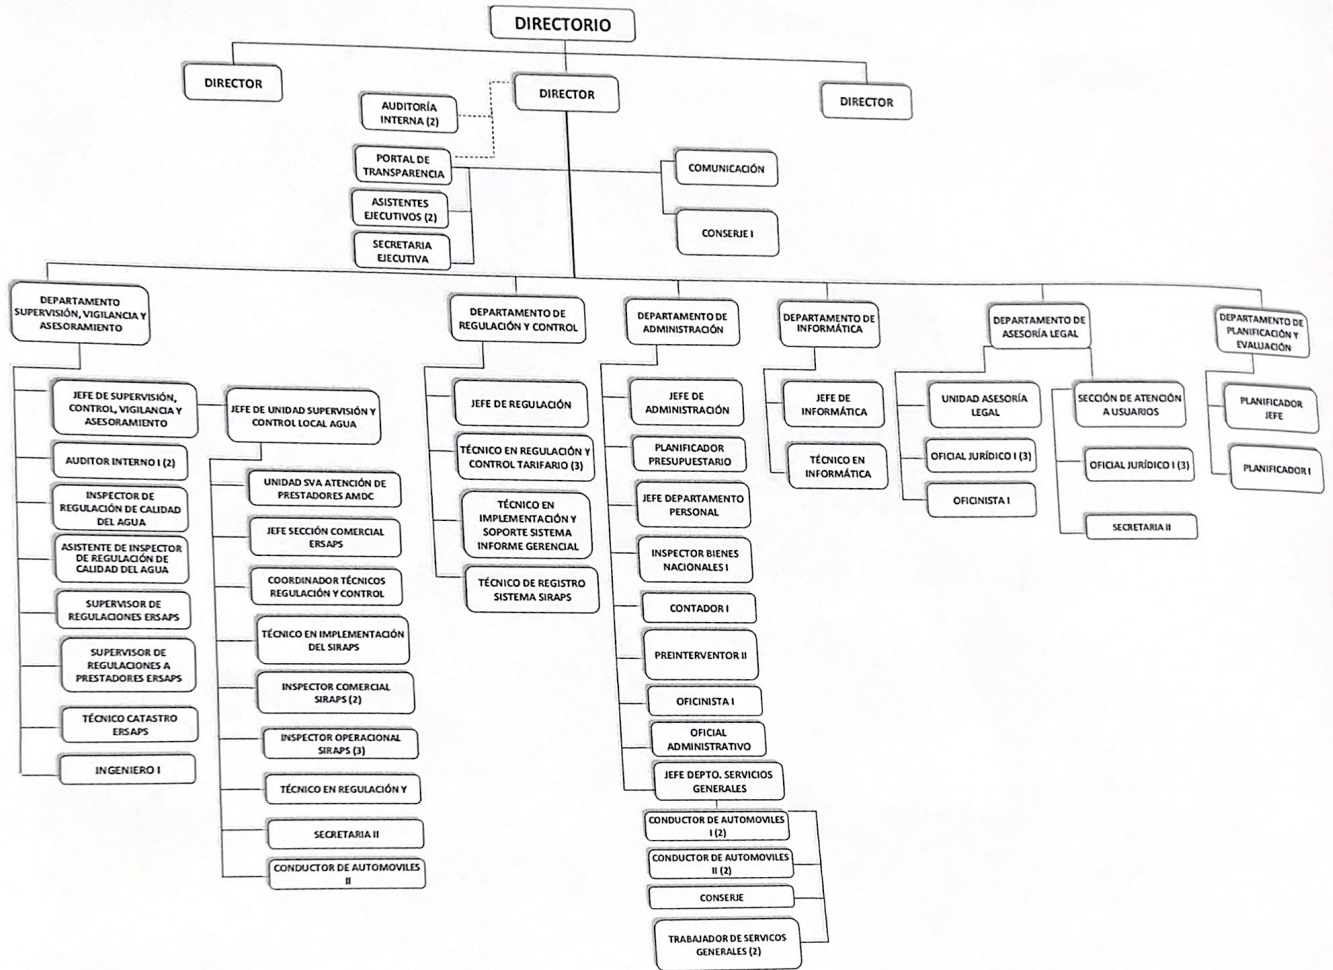 DIRECTORIO
DIRECTOR
DIRECTOR
DIRECTOR
AUDITORÍA
INTERNA (2)
PORTAL DE
TRANSPARENCIA
ASISTENTES
EJECUTIVOS (2)
SECRETARIA
EJECUTIVA
COMUNICACIÓN
CONSERJE I
DEPARTAMENTO
SUPERVISIÓN, VIGILANCIA Y
ASESORAMIENTO
JEFE DE SUPERVISIÓN,
CONTROL, VIGILANCIA Y
ASESORAMIENTO
AUDITOR INTERNO I (2)
INSPECTOR DE
REGULACIÓN DE CALIDAD
DEL AGUA
ASISTENTE DE INSPECTOR
DE REGULACIÓN DE
CALIDAD DEL AGUA
SUPERVISOR DE
REGULACIONES ERSAPS
SUPERVISOR DE
REGULACIONES A
PRESTADORES ERSAPS
TÉCNICO CATASTRO
ERSAPS
INGENIERO I
JEFE DE UNIDAD SUPERVISIÓN Y
CONTROL LOCAL AGUA
UNIDAD SVA ATENCIÓN DE
PRESTADORES AMDC
JEFE SECCIÓN COMERCIAL
ERSAPS
COORDINADOR TÉCNICOS
REGULACIÓN Y CONTROL
TÉCNICO EN IMPLEMENTACIÓN
DEL SIRAPS
INSPECTOR COMERCIAL
SIRAPS (2)
INSPECTOR OPERACIONAL
SIRAPS (3)
TÉCNICO EN REGULACIÓN Y
SECRETARIA II
CONDUCTOR DE AUTOMOVILES
II
DEPARTAMENTO DE
REGULACIÓN Y CONTROL
JEFE DE REGULACIÓN
TÉCNICO EN REGULACIÓN Y
CONTROL TARIFARIO (3)
TÉCNICO EN
IMPLEMENTACIÓN Y
SOPORTE SISTEMA
INFORME GERENCIAL
TÉCNICO DE REGISTRO
SISTEMA SIRAPS
DEPARTAMENTO DE
ADMINISTRACIÓN
JEFE DE
ADMINISTRACIÓN
PLANIFICADOR
PRESUPUESTARIO
JEFE DEPARTAMENTO
PERSONAL
INSPECTOR BIENES
NACIONALES I
CONTADOR I
PREINTERVENTOR II
OFICINISTA I
OFICIAL
ADMINISTRATIVO
JEFE DEPTO. SERVICIOS
GENERALES
CONDUCTOR DE AUTOMOVILES
I (2)
CONDUCTOR DE AUTOMOVILES
II (2)
CONSERJE
TRABAJADOR DE SERVICOS
GENERALES (2)
DEPARTAMENTO DE
INFORMÁTICA
JEFE DE
INFORMÁTICA
TÉCNICO EN
INFORMÁTICA
DEPARTAMENTO DE
ASESORÍA LEGAL
UNIDAD ASESORÍA
LEGAL
OFICIAL JURÍDICO I (3)
OFICINISTA I
SECCIÓN DE ATENCIÓN
A USUARIOS
OFICIAL JURÍDICO I (3)
SECRETARIA II
DEPARTAMENTO DE
PLANIFICACIÓN Y
EVALUACIÓN
PLANIFICADOR
JEFE
PLANIFICADOR I